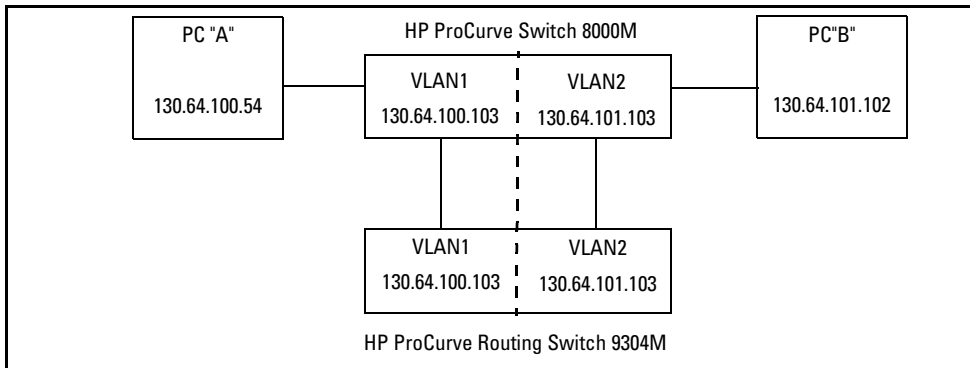 PC "A"
HP ProCurve Switch 8000M
PC"B"
130.64.100.54
VLAN1
130.64.100.103
VLAN2
130.64.101.103
130.64.101.102
VLAN1
130.64.100.103
VLAN2
130.64.101.103
HP ProCurve Routing Switch 9304M